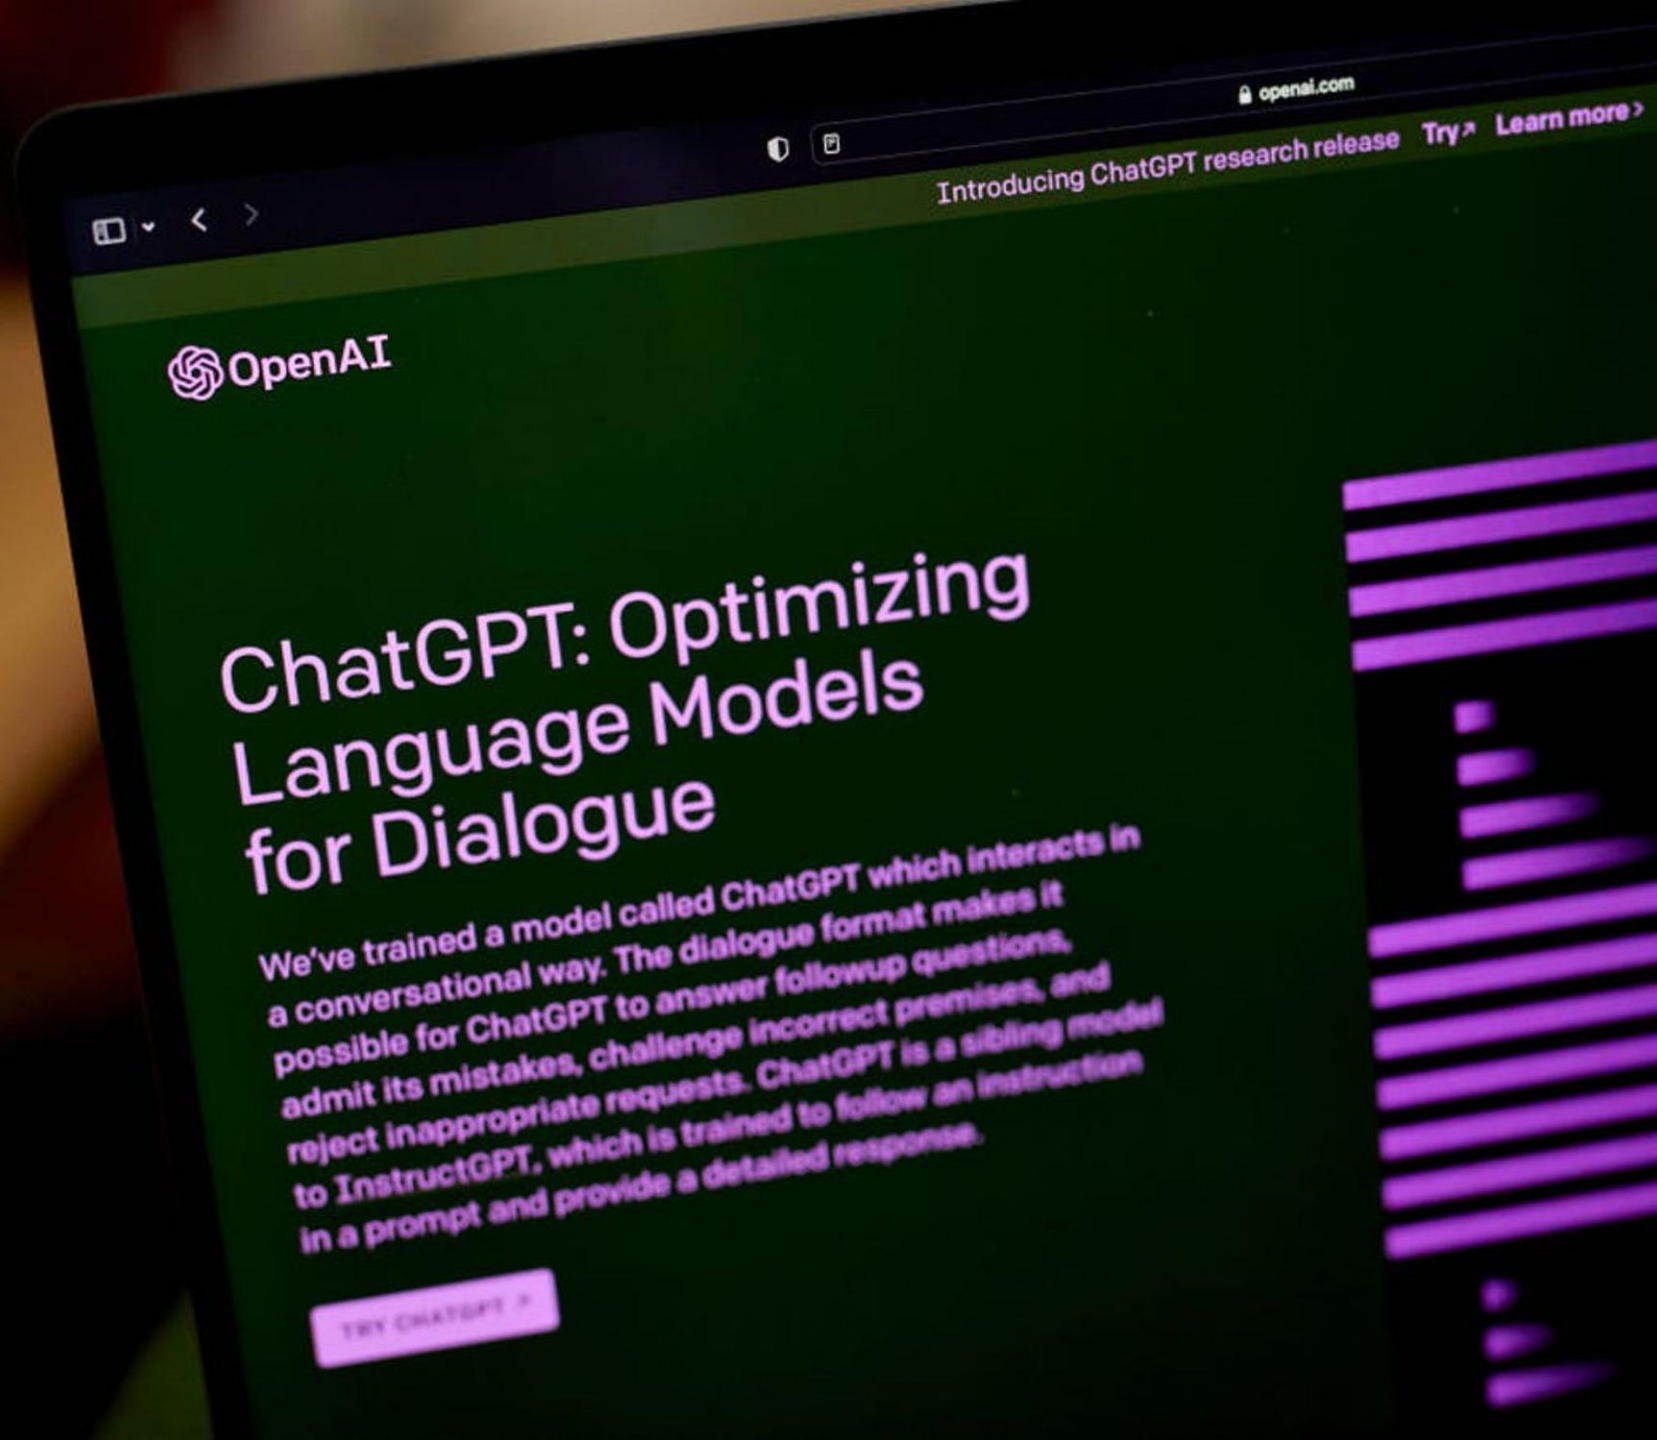 openai.com
Introducing ChatGPT research release Try↗ Learn more >
OpenAI
ChatGPT: Optimizing
Language Models
for Dialogue
We've trained a model called ChatGPT which interacts in
a conversational way. The dialogue format makes it
possible for ChatGPT to answer followup questions,
admit its mistakes, challenge incorrect premises, and
reject inappropriate requests. ChatGPT is a sibling model
to InstructGPT, which is trained to follow an instruction
in a prompt and provide a detailed response.
TRY CHATGPT ↗